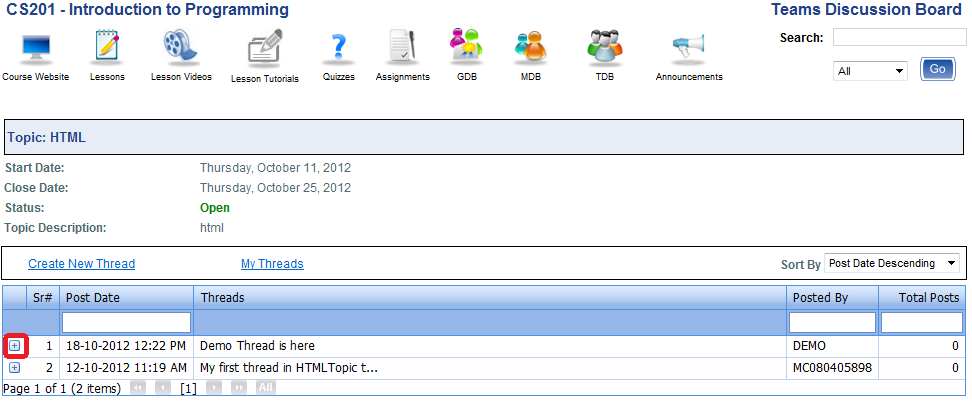 CS201 - Introduction to Programming Teams Discussion Board
Search:
Course Website Lessons Lesson Videos Lesson Tutorials Quizzes Assignments GDB MDB TDB Announcements
All Go
Topic: HTML
Start Date: Thursday, October 11, 2012
Close Date: Thursday, October 25, 2012
Status: Open
Topic Description: html
Create New Thread My Threads Sort By Post Date Descending
Sr# Post Date Threads Posted By Total Posts
1 18-10-2012 12:22 PM Demo Thread is here DEMO 0
2 12-10-2012 11:19 AM My first thread in HTMLTopic t... MC080405898 0
Page 1 of 1 (2 items) [1] All